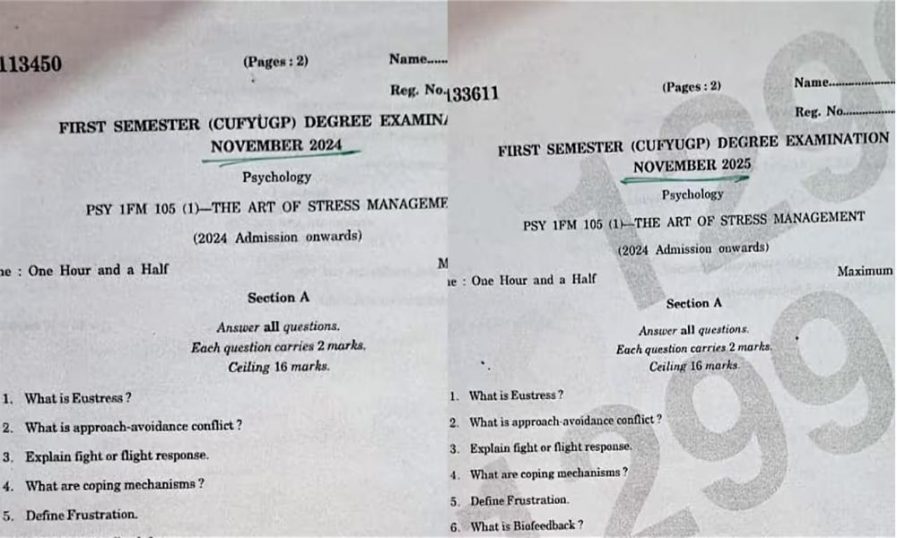 113450
(Pages : 2)
Name......
Reg. No.
FIRST SEMESTER (CUFYUGP) DEGREE EXAMINA
NOVEMBER 2024
Psychology
PSY 1FM 105 (1)—THE ART OF STRESS MANAGEME
(2024 Admission onwards)
ne : One Hour and a Half
M
Section A
Answer all questions.
Each question carries 2 marks.
Ceiling 16 marks.
1. What is Eustress ?
2. What is approach-avoidance conflict ?
3. Explain fight or flight response.
4. What are coping mechanisms ?
5. Define Frustration.
133611
(Pages : 2)
Name......................
Reg. No..................
FIRST SEMESTER (CUFYUGP) DEGREE EXAMINATION
NOVEMBER 2025
Psychology
PSY 1FM 105 (1)—THE ART OF STRESS MANAGEMENT
(2024 Admission onwards)
ne : One Hour and a Half
Maximum
Section A
Answer all questions.
Each question carries 2 marks.
Ceiling 16 marks.
1. What is Eustress ?
2. What is approach-avoidance conflict ?
3. Explain fight or flight response.
4. What are coping mechanisms ?
5. Define Frustration.
6. What is Biofeedback ?
1299
1299